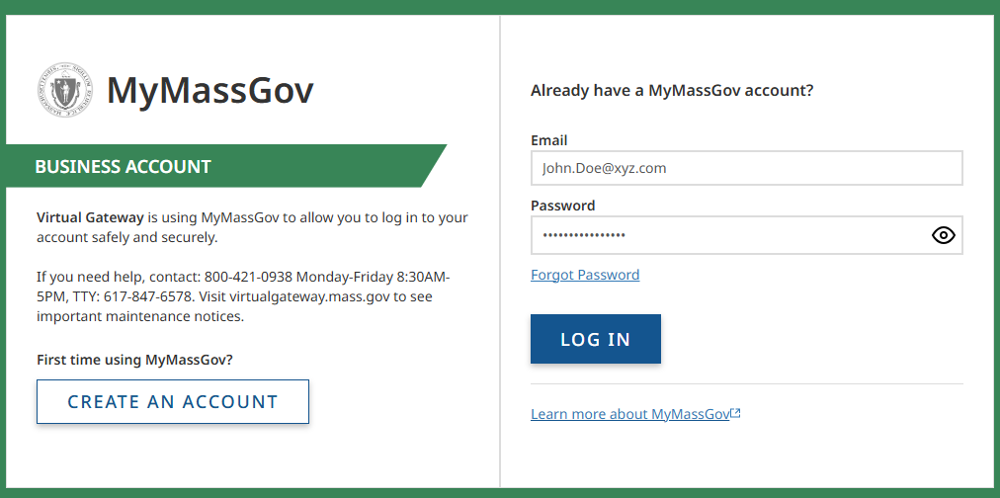 MyMassGov
BUSINESS ACCOUNT
Virtual Gateway is using MyMassGov to allow you to log in to your
account safely and securely.
If you need help, contact: 800-421-0938 Monday-Friday 8:30AM-
5PM, TTY: 617-847-6578. Visit virtualgateway.mass.gov to see
important maintenance notices.
First time using MyMassGov?
CREATE AN ACCOUNT
Already have a MyMassGov account?
Email
John.Doe@xyz.com
Password
••••••••••••••••
Forgot Password
LOG IN
Learn more about MyMassGov